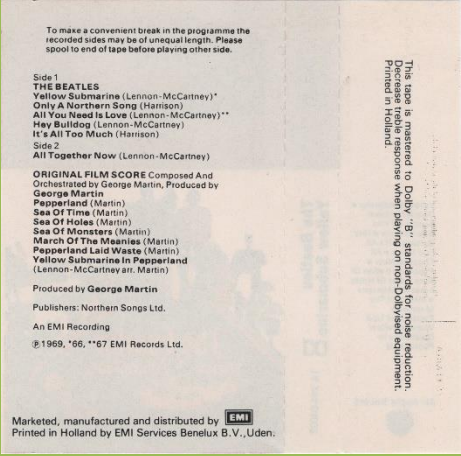 To make a convenient break in the programme the
recorded sides may be of unequal length. Please
spool to end of tape before playing other side.
Side 1
THE BEATLES
Yellow Submarine (Lennon-McCartney)*
Only A Northern Song (Harrison)
All You Need Is Love (Lennon-McCartney)**
Hey Bulldog (Lennon-McCartney)
It's All Too Much (Harrison)
Side 2
All Together Now (Lennon-McCartney)
ORIGINAL FILM SCORE Composed And
Orchestrated by George Martin, Produced by
George Martin
Pepperland (Martin)
Sea Of Time (Martin)
Sea Of Holes (Martin)
Sea Of Monsters (Martin)
March Of The Meanies (Martin)
Pepperland Laid Waste (Martin)
Yellow Submarine In Pepperland
(Lennon-McCartney arr. Martin)
Produced by George Martin
Publishers: Northern Songs Ltd.
An EMI Recording
℗ 1969, *66, **67 EMI Records Ltd.
Marketed, manufactured and distributed by EMI
Printed in Holland by EMI Services Benelux B.V., Uden.
This tape is mastered to Dolby "B" standards for noise reduction.
Decrease treble response when playing on non-Dolbyised equipment.
Printed in Holland.